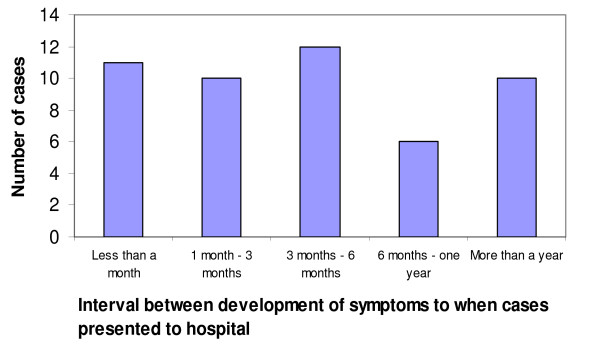 14
12
10
8
6
4
2
0
Number of cases
Less than a
month
1 month - 3
months
3 months - 6
months
6 months - one
year
More than a year
Interval between development of symptoms to when cases
presented to hospital